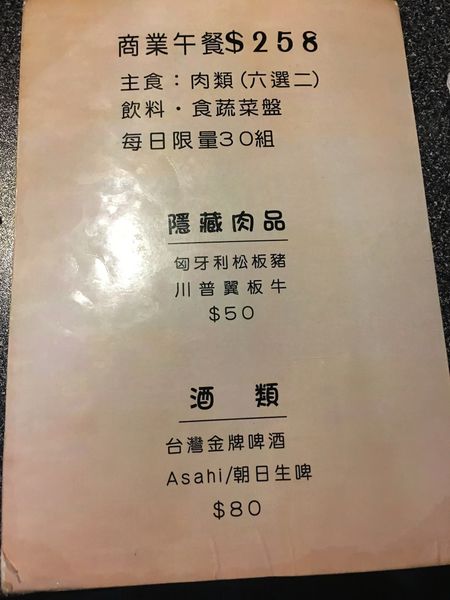 商業午餐$258
主食：肉類(六選二)
飲料·食蔬菜盤
每日限量30組
隱藏肉品
匈牙利松板豬
川普翼板牛
$50
酒類
台灣金牌啤酒
Asahi/朝日生啤
$80